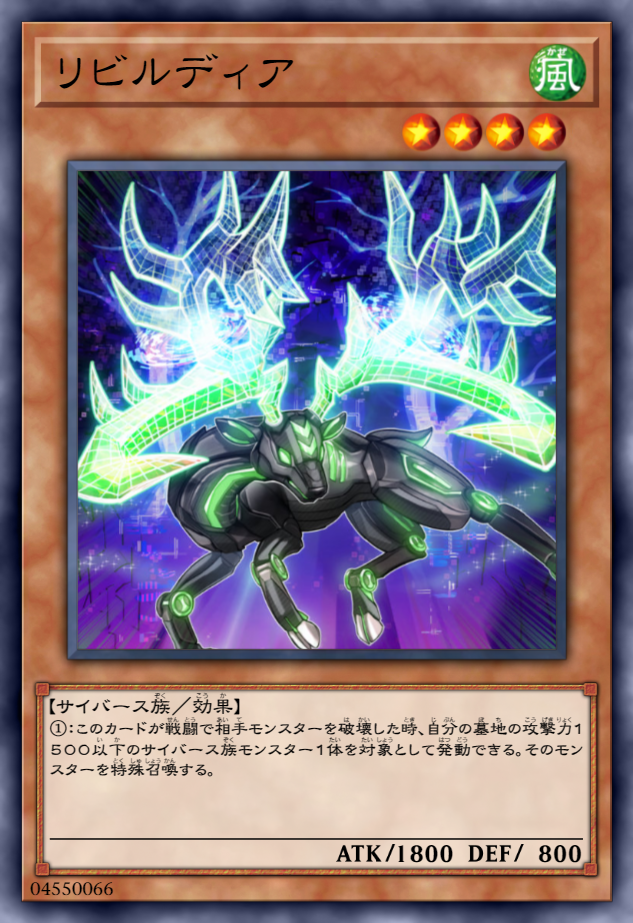 リビルディア
風
【サイバース族／効果】
①：このカードが戦闘で相手モンスターを破壊した時、自分の墓地の攻撃力1
500以下のサイバース族モンスター1体を対象として発動できる。そのモン
スターを特殊召喚する。
ATK/1800 DEF/ 800
04550066